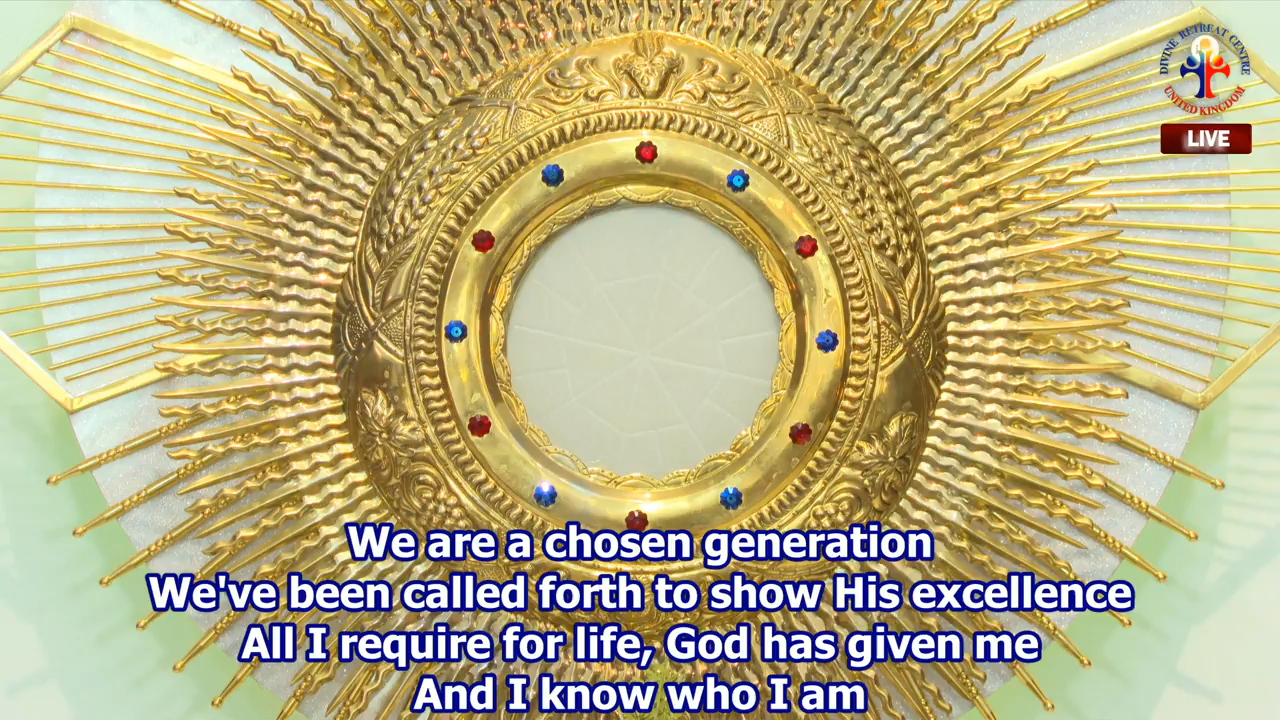 DIVINE RETREAT CENTRE
UNITED KINGDOM
LIVE
We are a chosen generation
We've been called forth to show His excellence
All I require for life, God has given me
And I know who I am